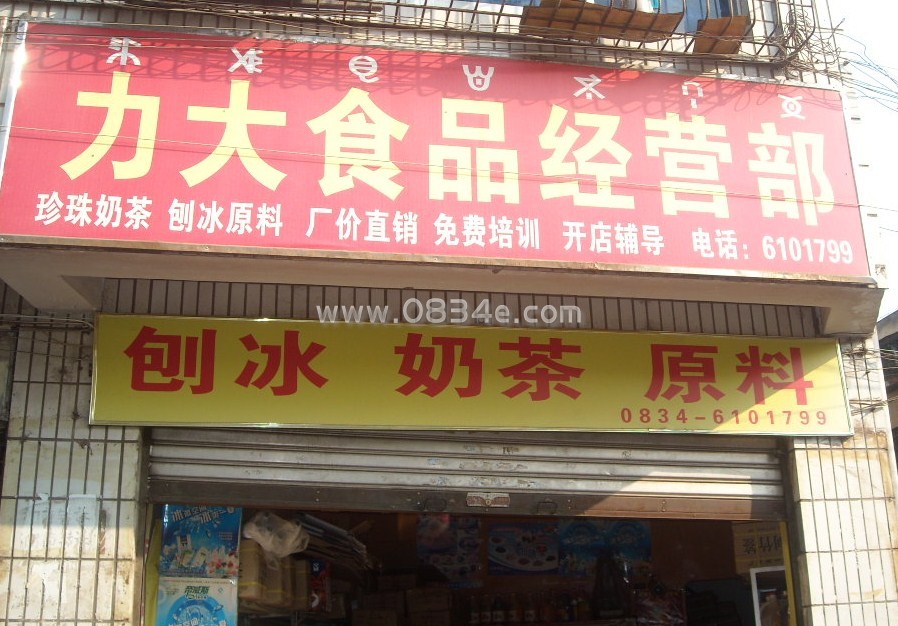 力大食品经营部
珍珠奶茶 刨冰原料 厂价直销 免费培训 开店辅导 电话：6101799
www.0834e.com
刨冰 奶茶 原料
0834-6101799